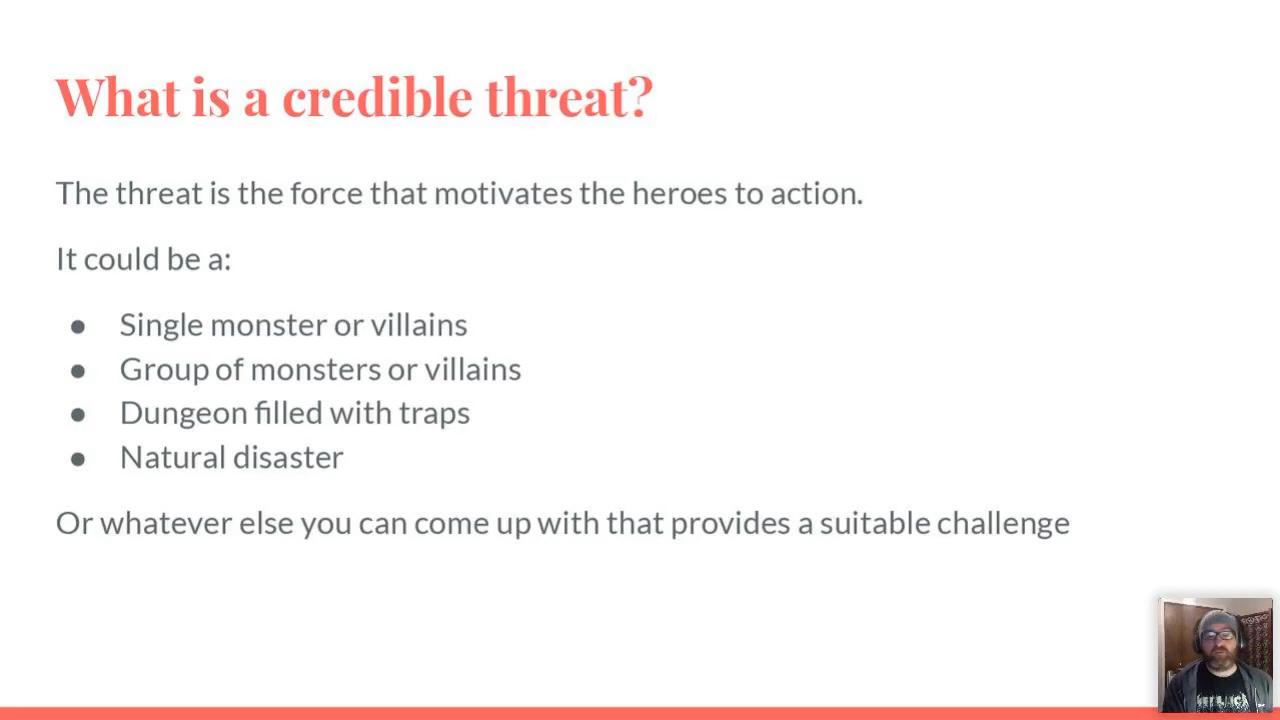 What is a credible threat?
The threat is the force that motivates the heroes to action.
It could be a:
● Single monster or villains
● Group of monsters or villains
● Dungeon filled with traps
● Natural disaster
Or whatever else you can come up with that provides a suitable challenge